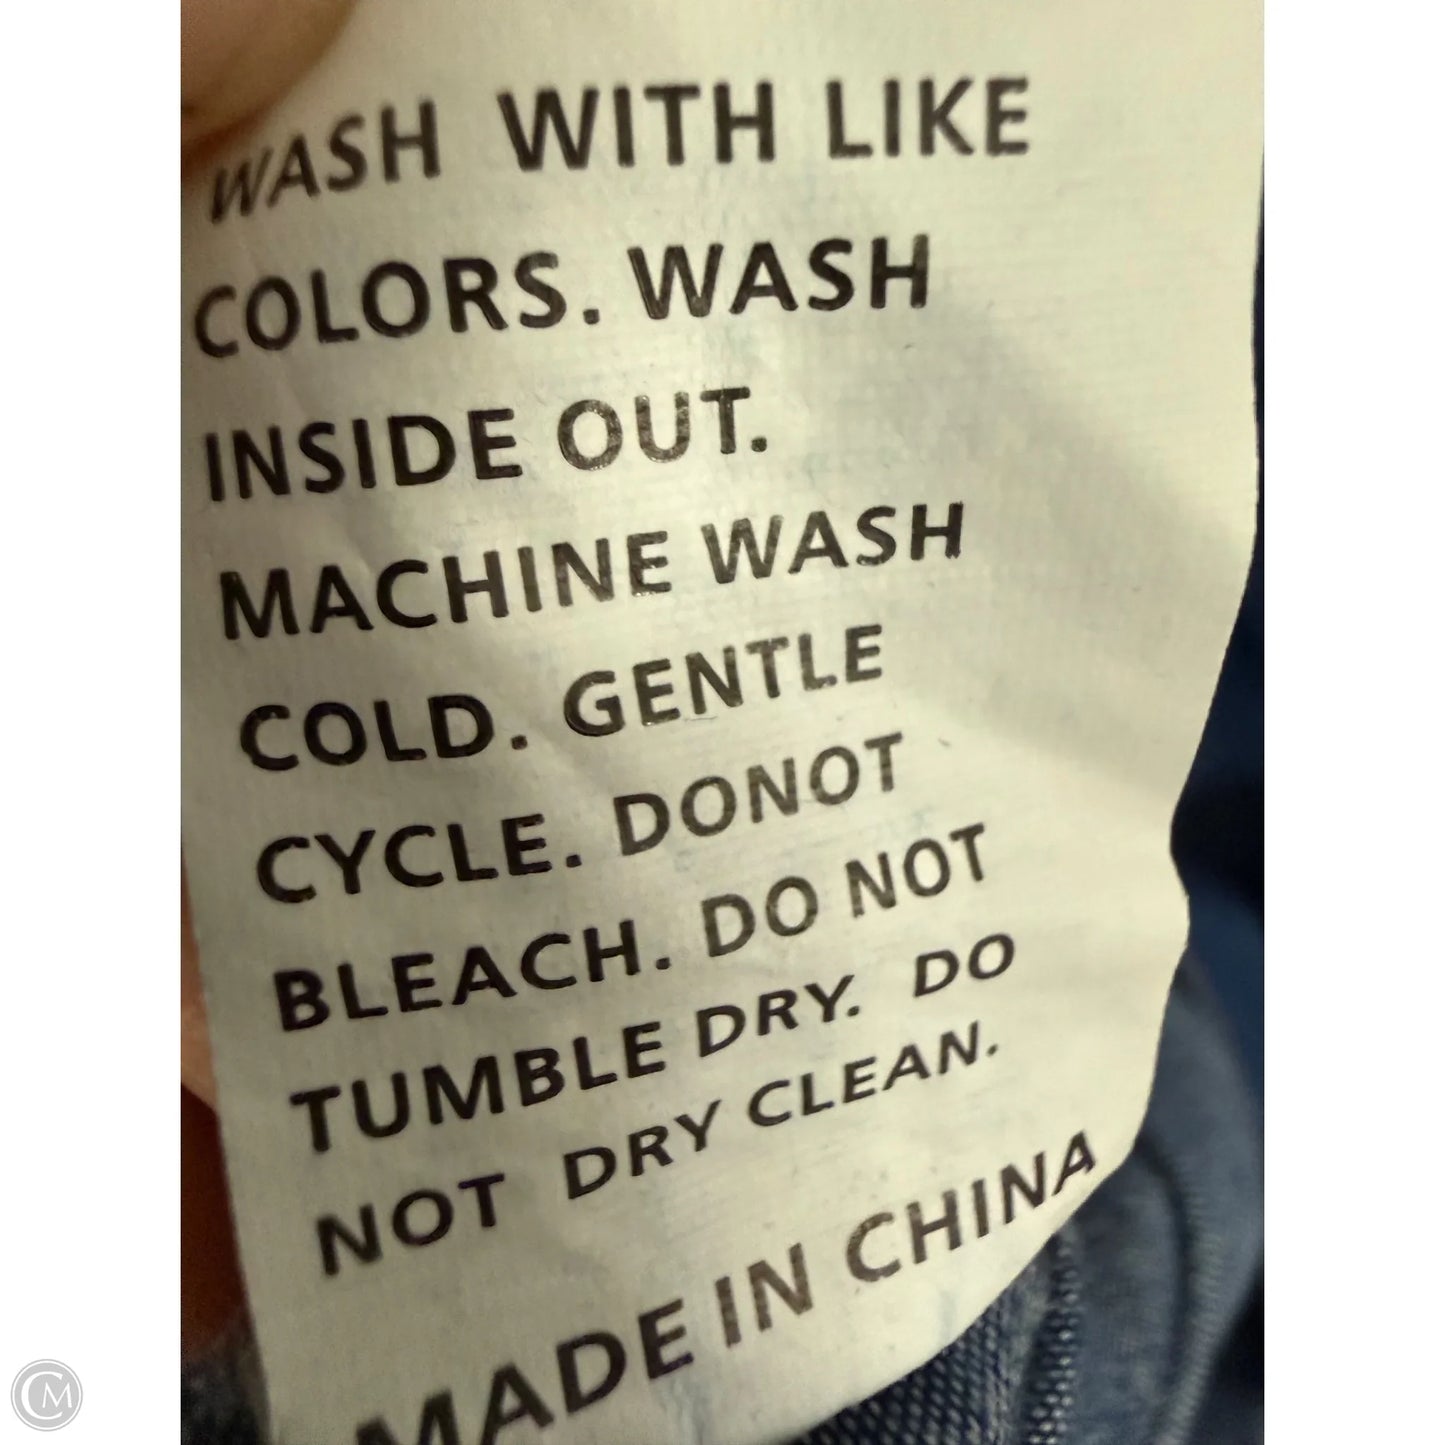 WASH WITH LIKE
COLORS. WASH
INSIDE OUT.
MACHINE WASH
COLD. GENTLE
CYCLE. DONOT
BLEACH. DO NOT
TUMBLE DRY. DO
NOT DRY CLEAN.
MADE IN CHINA
CM